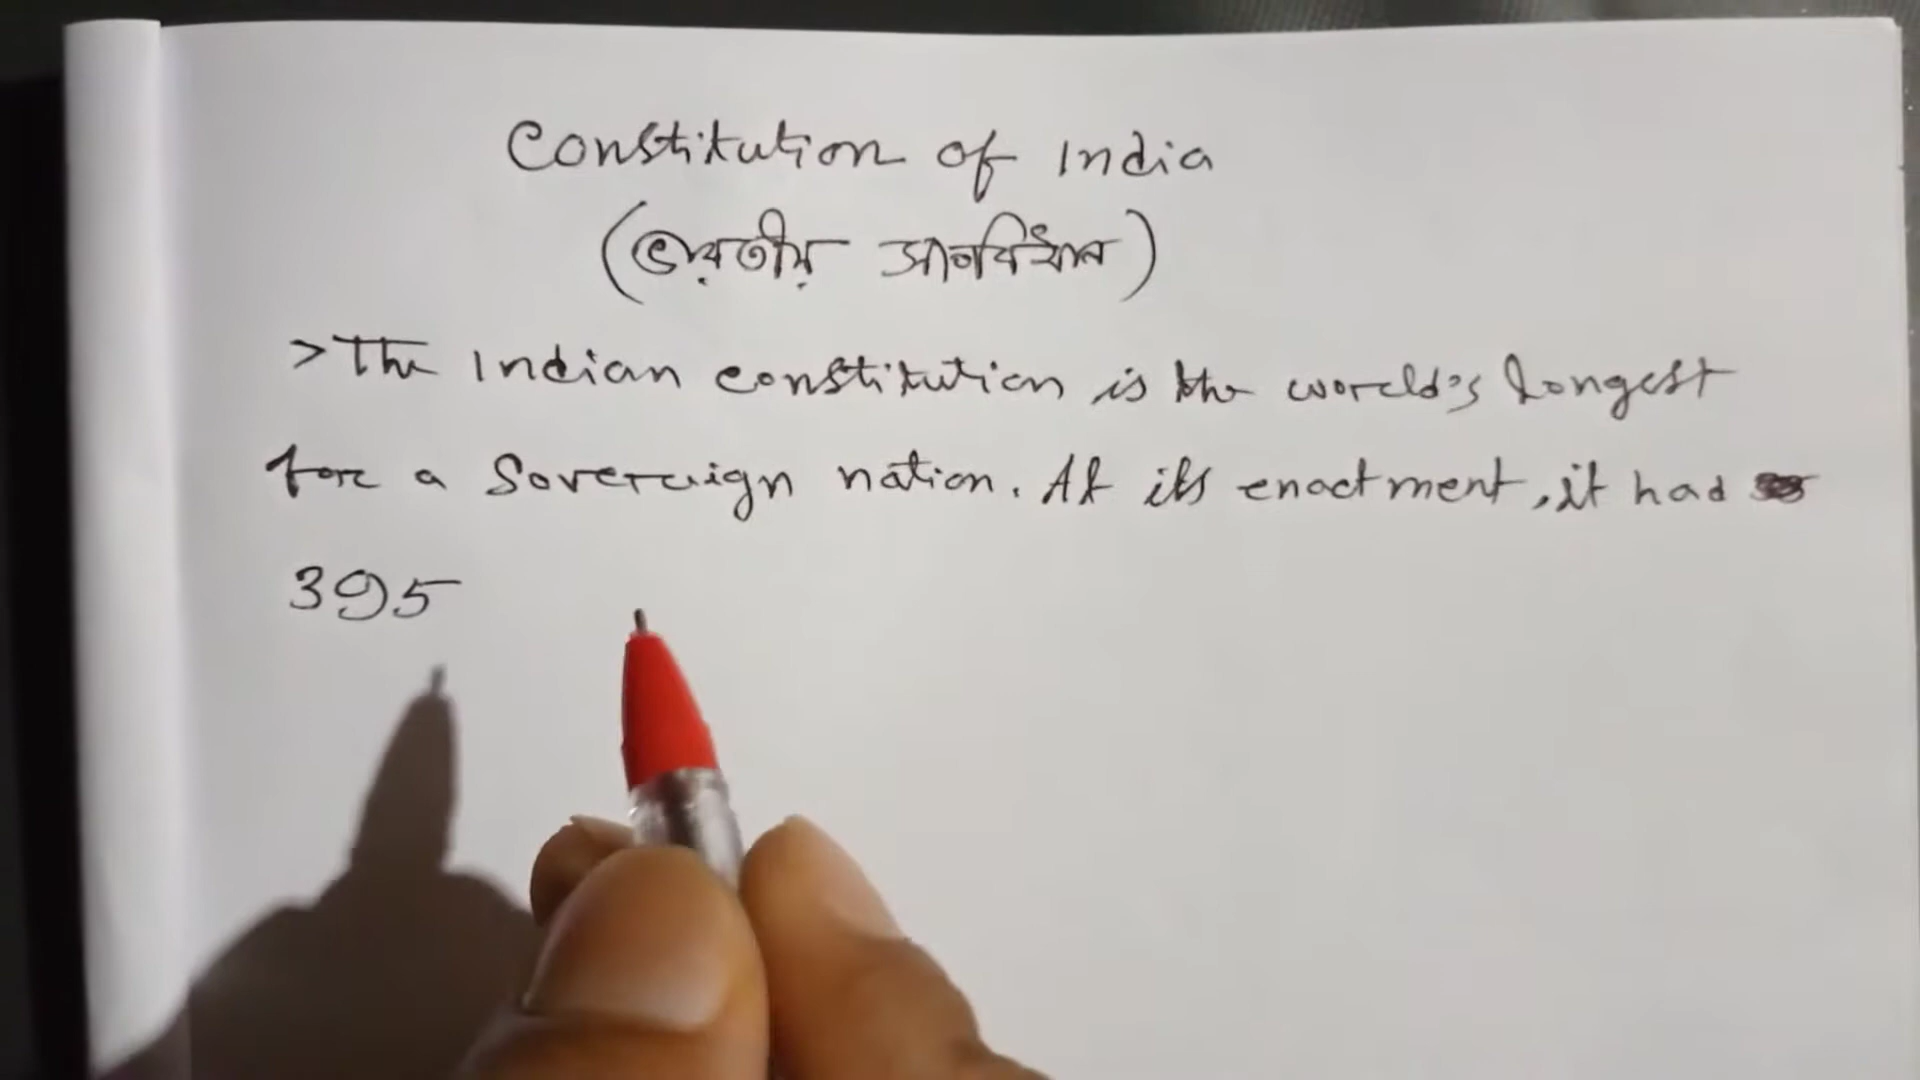 Constitution of India
(ভারতীয় সংবিধান)
>The Indian constitution is the world's longest
for a Sovereign nation. At its enactment, it had
395